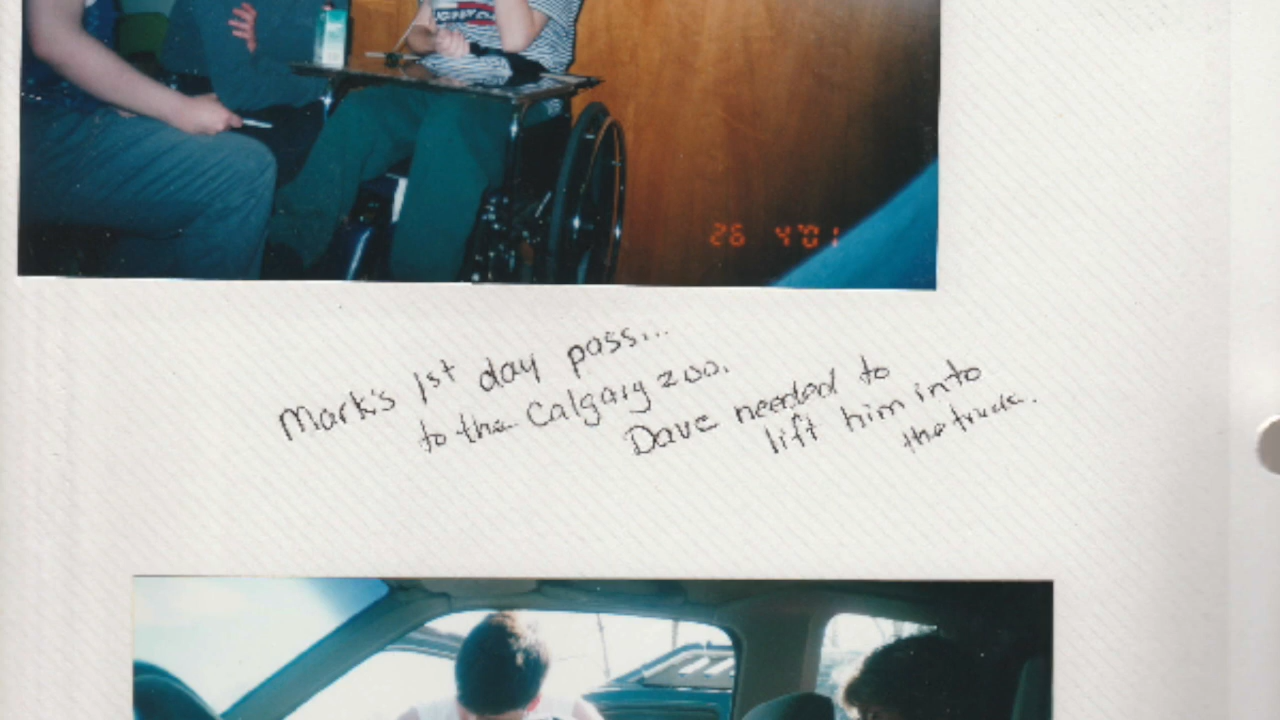 26 4'01
Mark's 1st day pass...
to the Calgary zoo.
Dave needed to
lift him into
the truck.